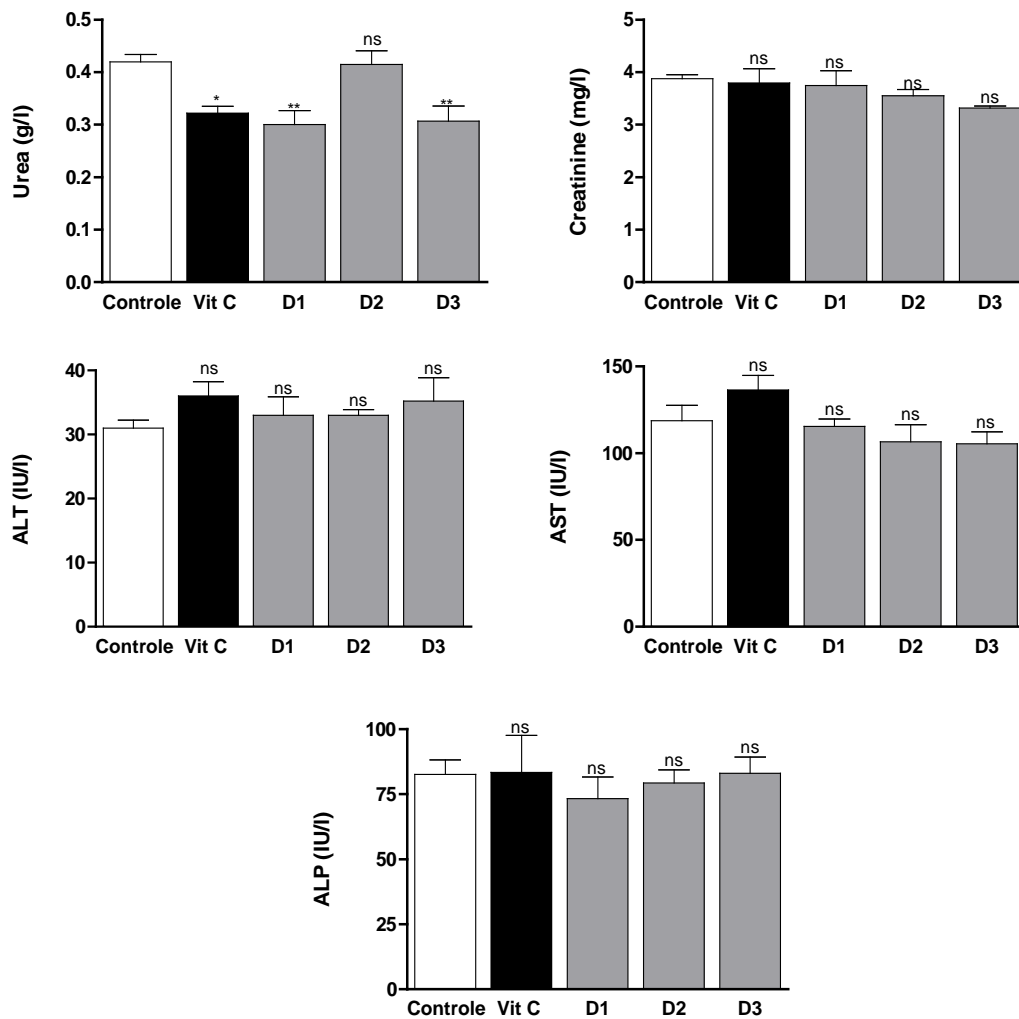 Urea (g/l)
0.5
0.4
0.3
0.2
0.1
0.0
* ** ns **
Controle Vit C D1 D2 D3
Creatinine (mg/l)
5
4
3
2
1
0
ns ns ns ns
Controle Vit C D1 D2 D3
ALT (IU/l)
40
30
20
10
0
ns ns ns ns
Controle Vit C D1 D2 D3
AST (IU/l)
150
100
50
0
ns ns ns ns
Controle Vit C D1 D2 D3
ALP (IU/l)
100
75
50
25
0
ns ns ns ns
Controle Vit C D1 D2 D3